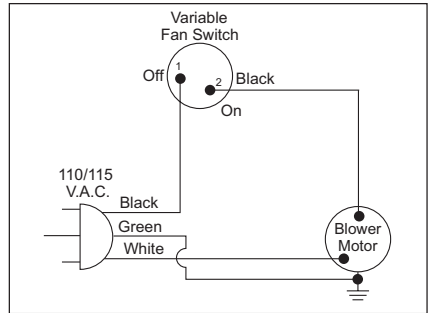 Variable
Fan Switch
Off
1
2
Black
On
110/115
V.A.C.
Black
Green
White
Blower
Motor